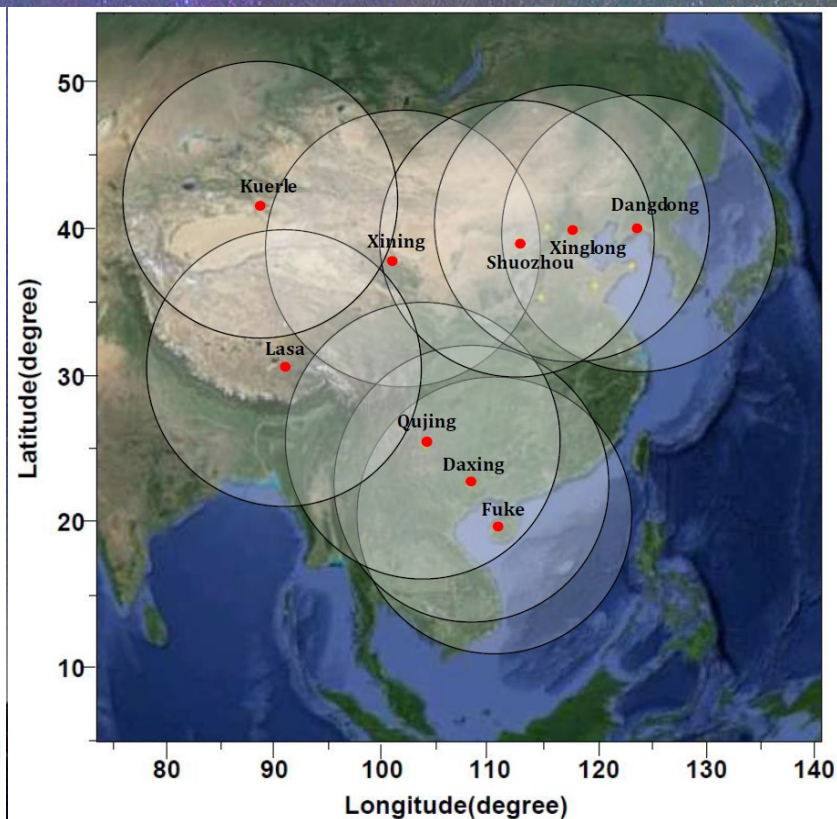 50
40
30
20
10
Latitude(degree)
Kuerle
Xining
Dangdong
Xinglong
Shuozhou
Lasa
Qujing
Daxing
Fuke
80 90 100 110 120 130 140
Longitude(degree)